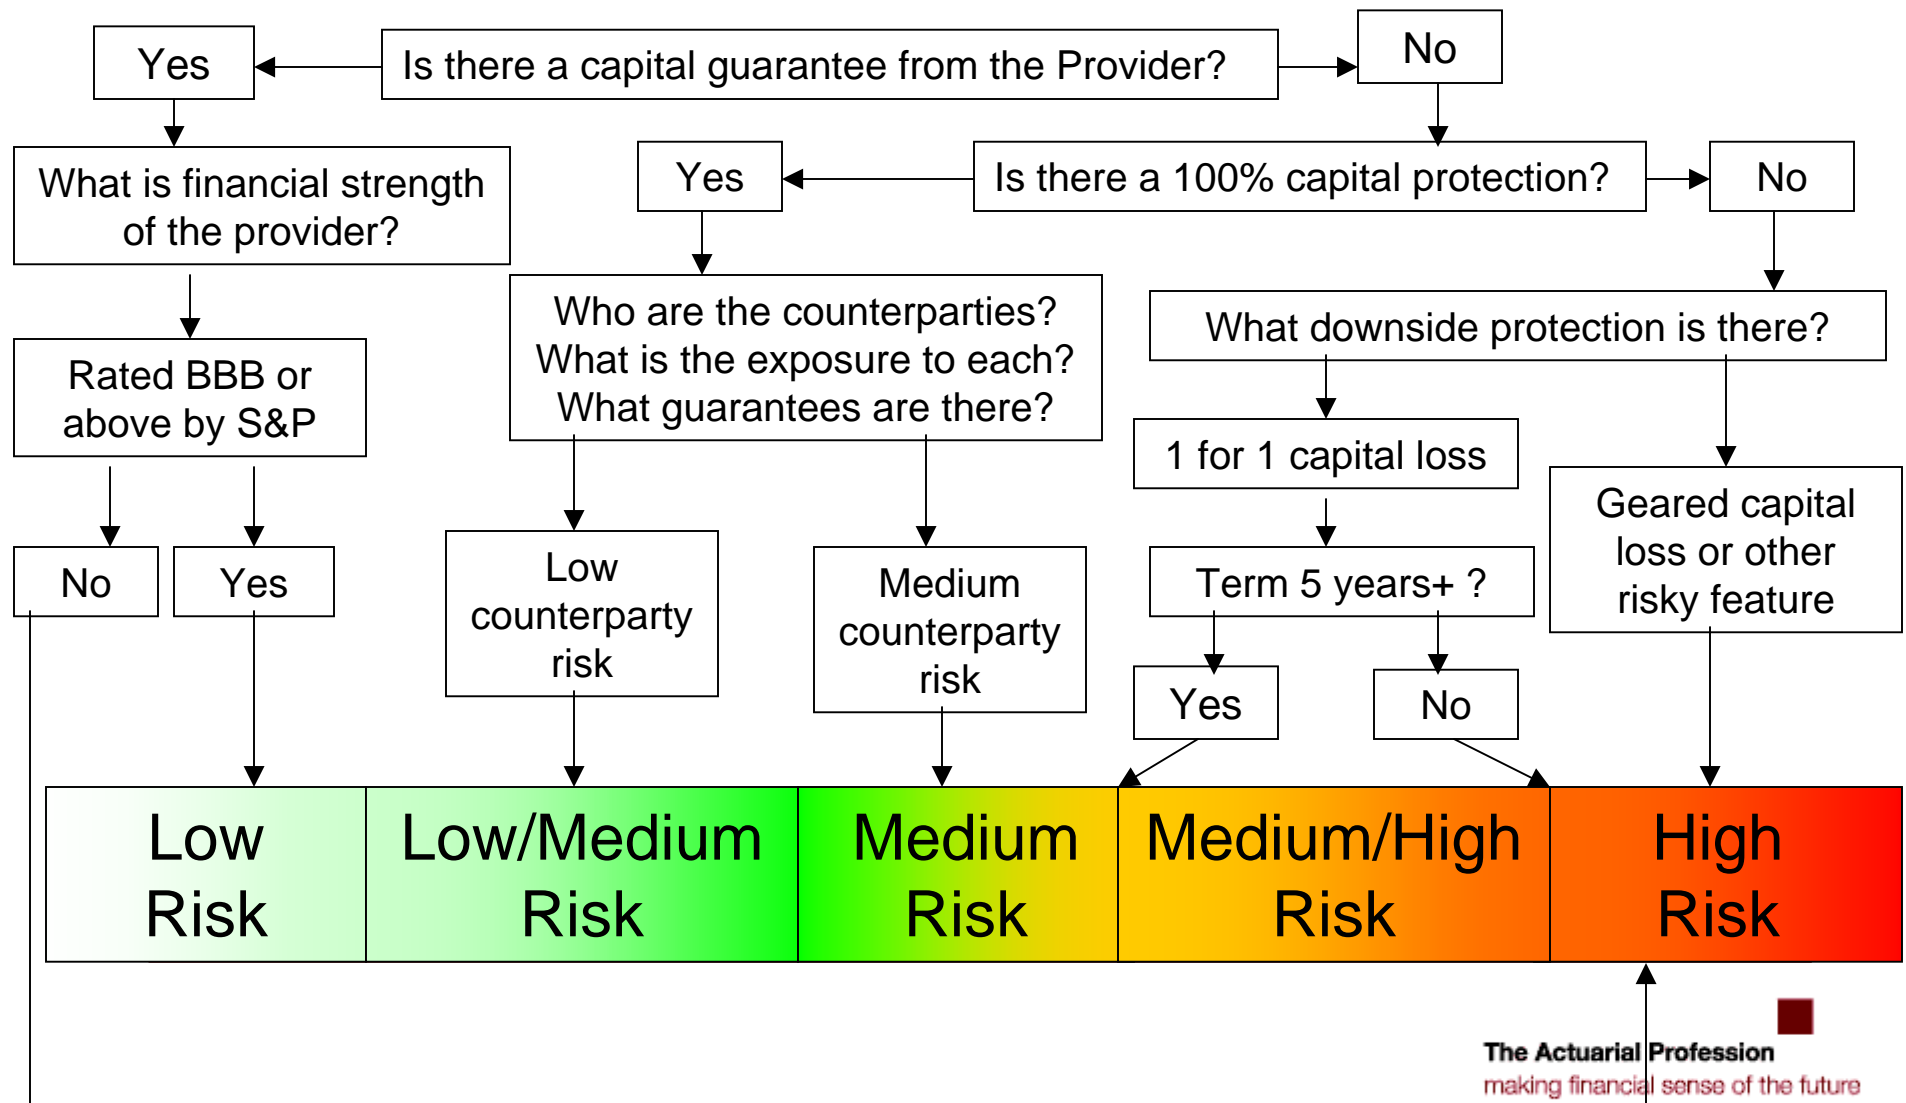 Yes
Is there a capital guarantee from the Provider?
No
What is financial strength
of the provider?
Yes
Is there a 100% capital protection?
No
Who are the counterparties?
What is the exposure to each?
What guarantees are there?
What downside protection is there?
Rated BBB or
above by S&P
1 for 1 capital loss
Geared capital
loss or other
risky feature
No
Yes
Low
counterparty
risk
Medium
counterparty
risk
Term 5 years+ ?
Yes
No
Low
Risk
Low/Medium
Risk
Medium
Risk
Medium/High
Risk
High
Risk
The Actuarial Profession
making financial sense of the future